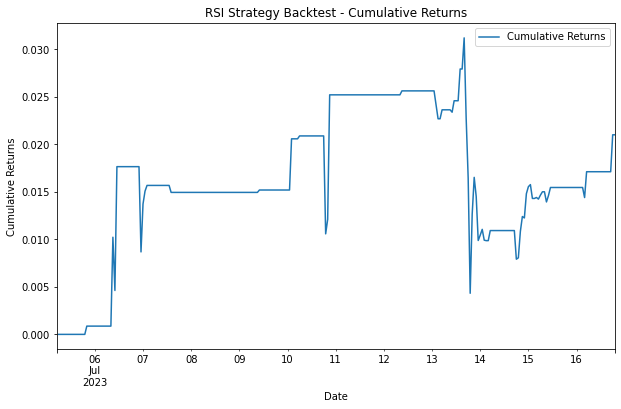 RSI Strategy Backtest - Cumulative Returns
Cumulative Returns
0.030
0.025
0.020
0.015
0.010
0.005
0.000
Cumulative Returns
06 07 08 09 10 11 12 13 14 15 16
Jul
2023
Date